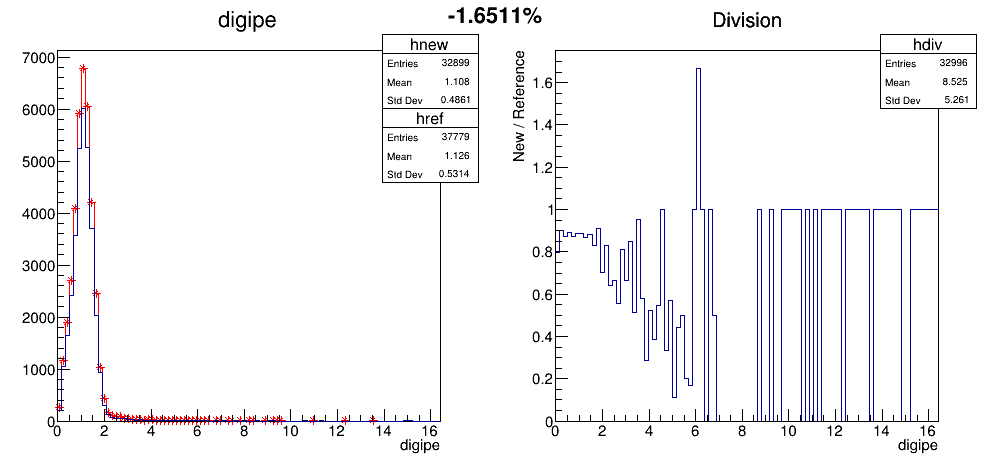 -1.6511%
digipe
hnew
Entries 32899
Mean 1.108
Std Dev 0.4861
href
Entries 37779
Mean 1.126
Std Dev 0.5314
7000
6000
5000
4000
3000
2000
1000
0
0 2 4 6 8 10 12 14 16
digipe
Division
hdiv
Entries 32996
Mean 8.525
Std Dev 5.261
New / Reference
1.6
1.4
1.2
1
0.8
0.6
0.4
0.2
0
0 2 4 6 8 10 12 14 16
digipe